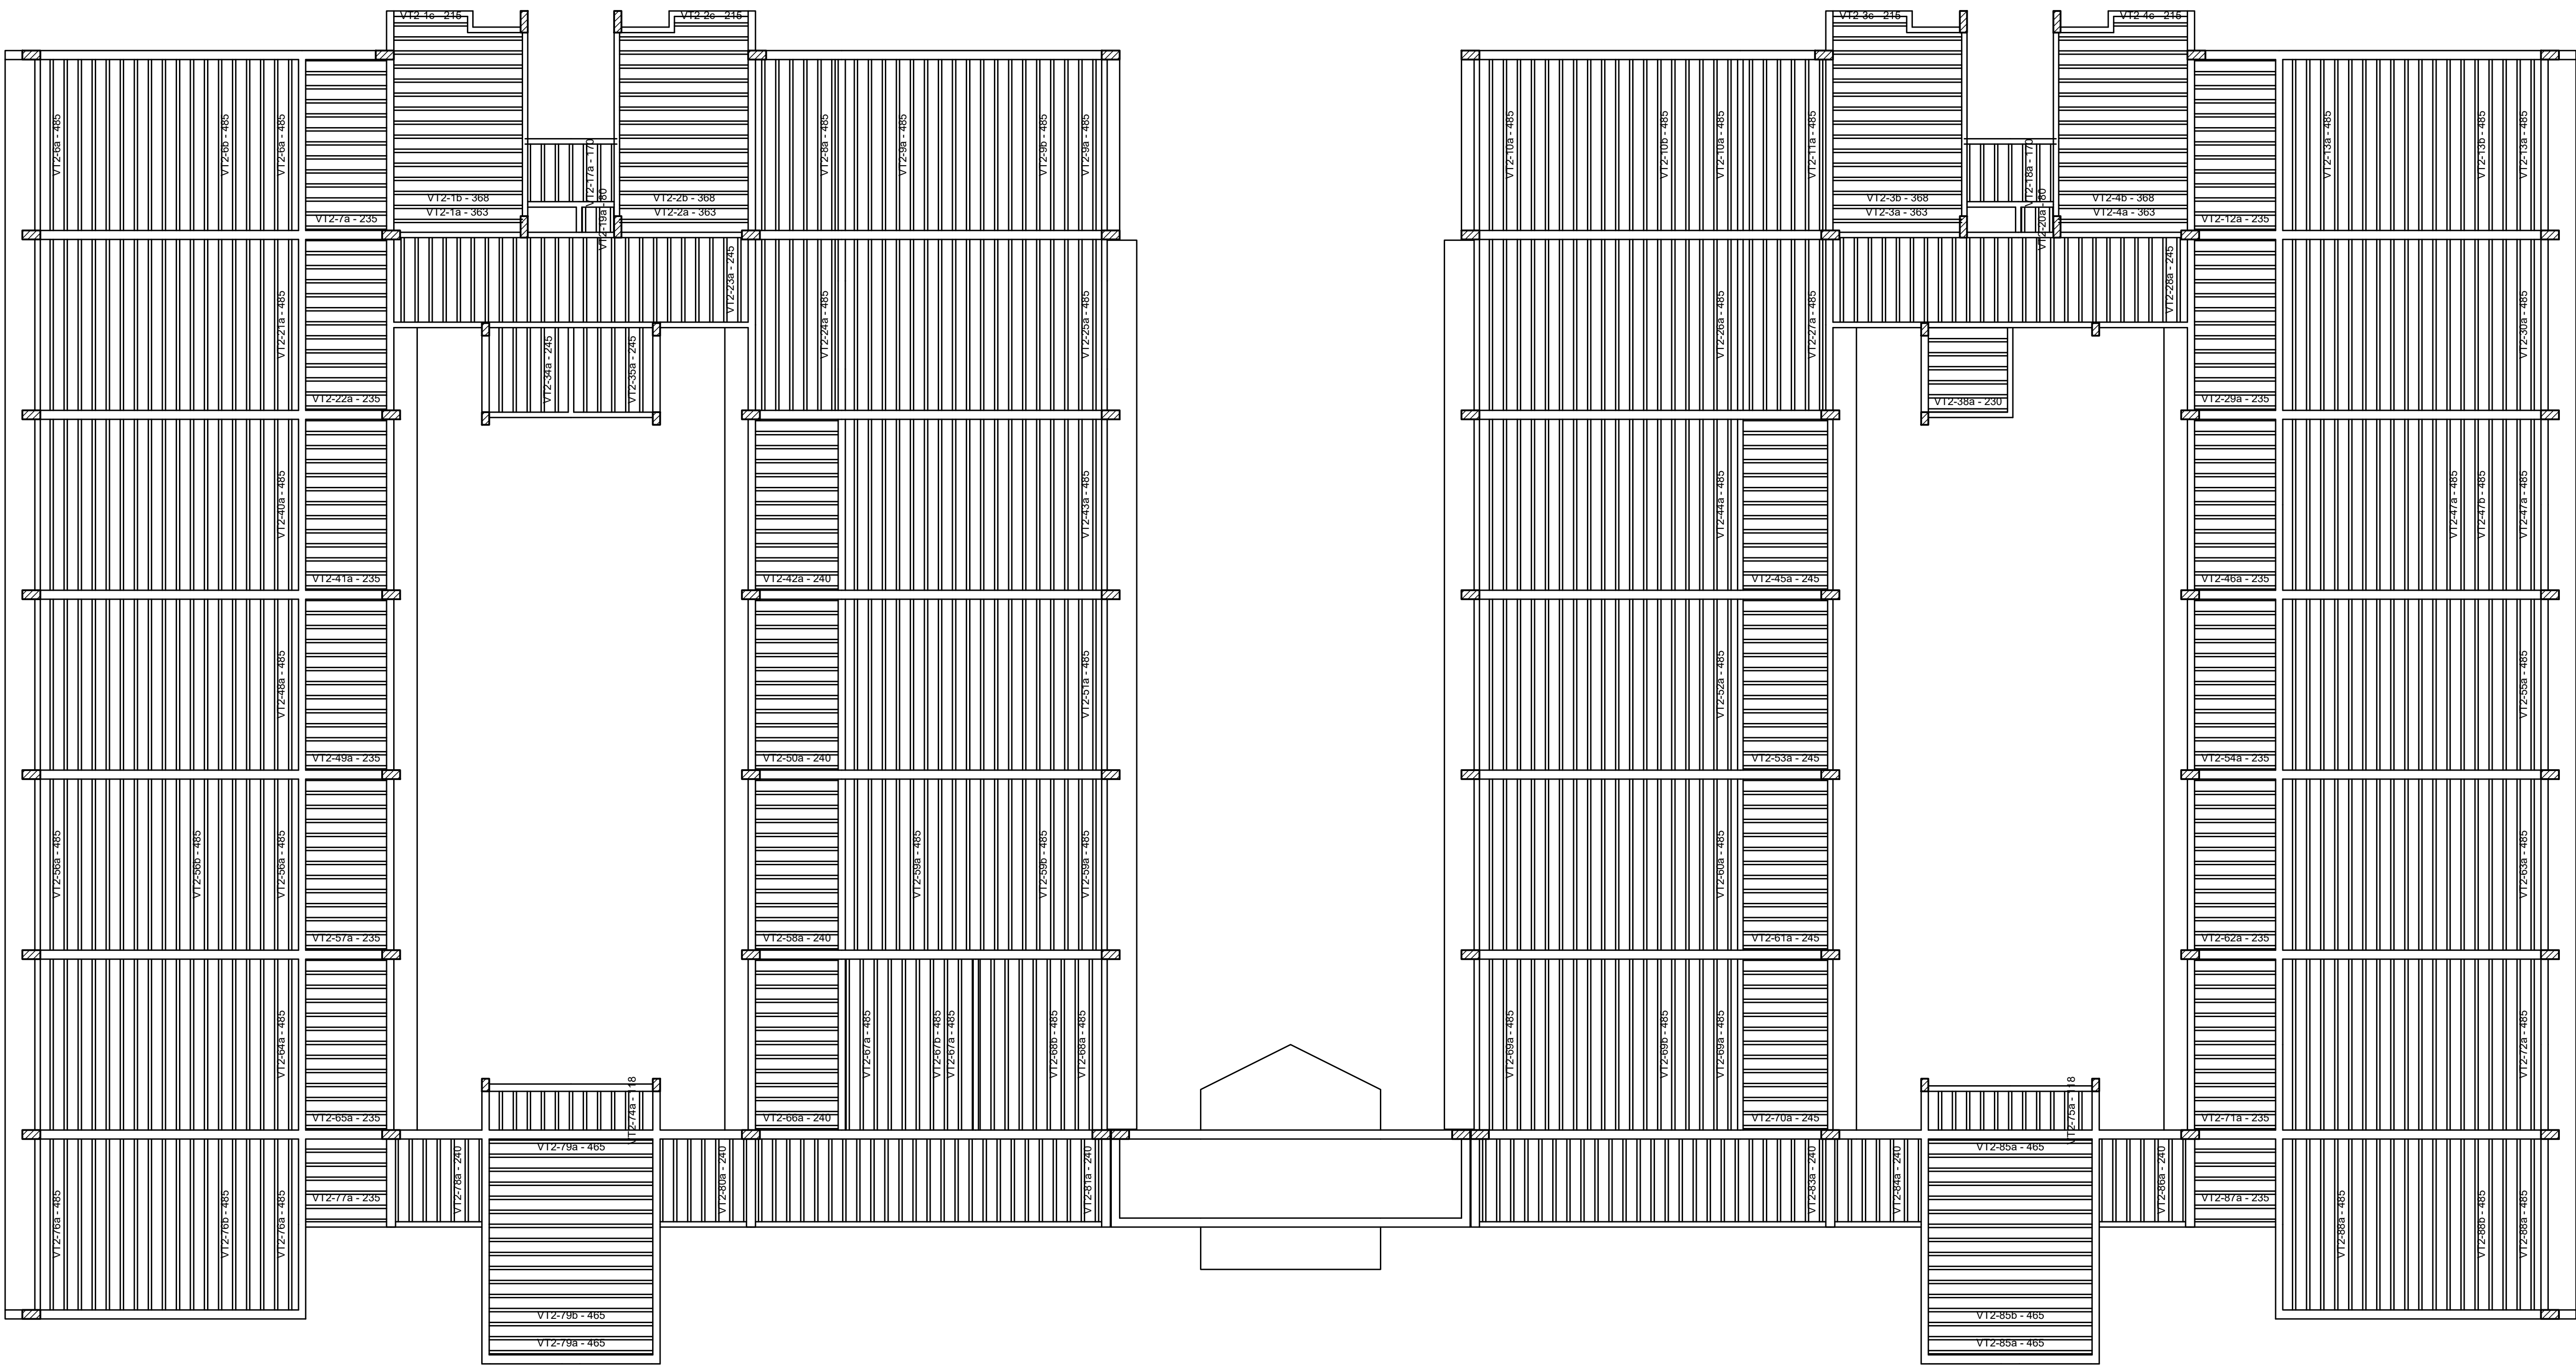 VT2-1c - 215
VT2-2c - 215
VT2-3c - 215
VT2-4c - 215
VT2-6a - 485
VT2-6b - 485
VT2-6a - 485
VT2-7a - 235
VT2-1b - 368
VT2-1a - 363
VT2-17a - 170
VT2-19a - 80
VT2-2b - 368
VT2-2a - 363
VT2-8a - 485
VT2-9a - 485
VT2-9b - 485
VT2-9a - 485
VT2-10a - 485
VT2-10b - 485
VT2-10a - 485
VT2-11a - 485
VT2-3b - 368
VT2-3a - 363
VT2-18a - 170
VT2-20a - 80
VT2-4b - 368
VT2-4a - 363
VT2-12a - 235
VT2-13a - 485
VT2-13b - 485
VT2-13a - 485
VT2-21a - 485
VT2-22a - 235
VT2-23a - 245
VT2-34a - 245
VT2-35a - 245
VT2-24a - 485
VT2-25a - 485
VT2-26a - 485
VT2-27a - 485
VT2-28a - 245
VT2-38a - 230
VT2-29a - 235
VT2-30a - 485
VT2-40a - 485
VT2-41a - 235
VT2-42a - 240
VT2-43a - 485
VT2-44a - 485
VT2-45a - 245
VT2-46a - 235
VT2-47a - 485
VT2-47b - 485
VT2-47a - 485
VT2-48a - 485
VT2-49a - 235
VT2-50a - 240
VT2-51a - 485
VT2-52a - 485
VT2-53a - 245
VT2-54a - 235
VT2-55a - 485
VT2-56a - 485
VT2-56b - 485
VT2-56a - 485
VT2-57a - 235
VT2-58a - 240
VT2-59a - 485
VT2-59b - 485
VT2-59a - 485
VT2-60a - 485
VT2-61a - 245
VT2-62a - 235
VT2-63a - 485
VT2-64a - 485
VT2-65a - 235
VT2-74a - 118
VT2-66a - 240
VT2-67a - 485
VT2-67b - 485
VT2-67a - 485
VT2-68b - 485
VT2-68a - 485
VT2-69a - 485
VT2-69b - 485
VT2-69a - 485
VT2-70a - 245
VT2-75a - 118
VT2-71a - 235
VT2-72a - 485
VT2-76a - 485
VT2-76b - 485
VT2-76a - 485
VT2-77a - 235
VT2-78a - 240
VT2-79a - 465
VT2-79b - 465
VT2-79a - 465
VT2-80a - 240
VT2-81a - 240
VT2-83a - 240
VT2-84a - 240
VT2-85a - 465
VT2-85b - 465
VT2-85a - 465
VT2-86a - 240
VT2-87a - 235
VT2-88a - 485
VT2-88b - 485
VT2-88a - 485